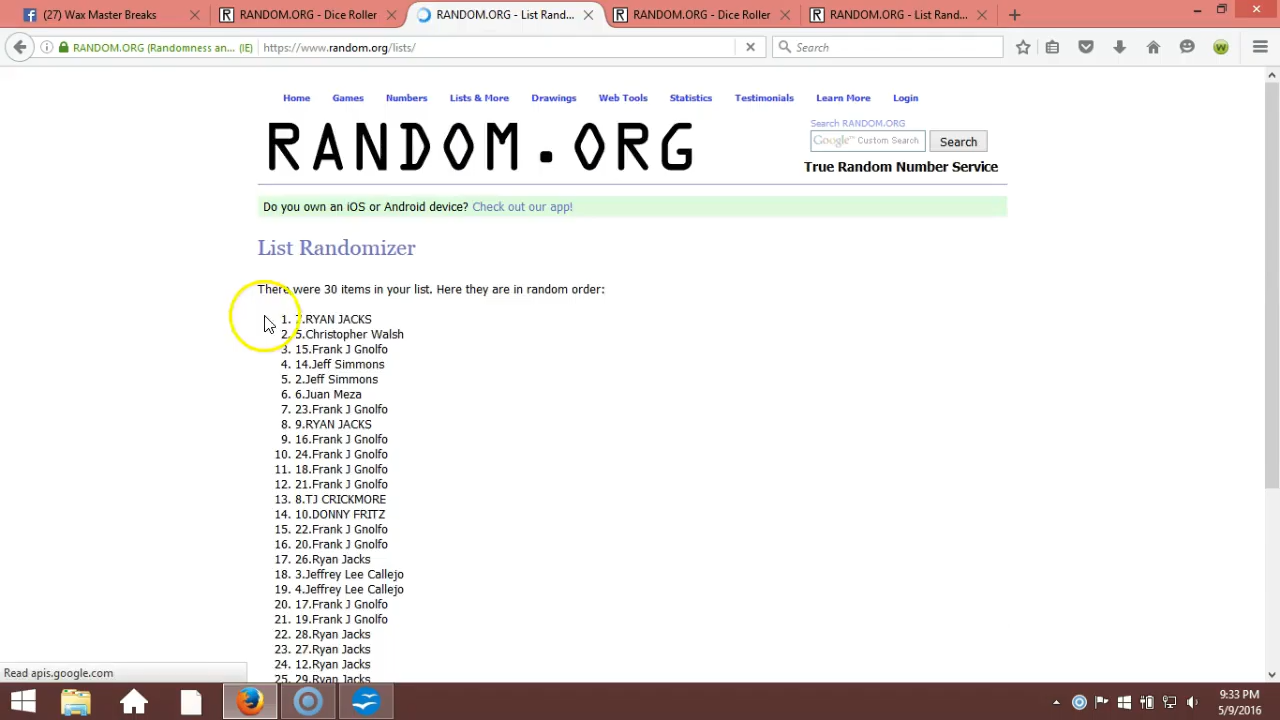 (27) Wax Master Breaks
RANDOM.ORG - Dice Roller
RANDOM.ORG - List Rand...
RANDOM.ORG - Dice Roller
RANDOM.ORG - List Ran...
RANDOM.ORG (Randomness an... (IE)
https://www.random.org/lists/
Search
Home Games Numbers Lists & More Drawings Web Tools Statistics Testimonials Learn More Login
RANDOM.ORG
Search RANDOM.ORG
Google™ Custom Search
Search
True Random Number Service
Do you own an iOS or Android device? Check out our app!
List Randomizer
There were 30 items in your list. Here they are in random order:
1. 7.RYAN JACKS
2. 5.Christopher Walsh
3. 15.Frank J Gnolfo
4. 14.Jeff Simmons
5. 2.Jeff Simmons
6. 6.Juan Meza
7. 23.Frank J Gnolfo
8. 9.RYAN JACKS
9. 16.Frank J Gnolfo
10. 24.Frank J Gnolfo
11. 18.Frank J Gnolfo
12. 21.Frank J Gnolfo
13. 8.TJ CRICKMORE
14. 10.DONNY FRITZ
15. 22.Frank J Gnolfo
16. 20.Frank J Gnolfo
17. 26.Ryan Jacks
18. 3.Jeffrey Lee Callejo
19. 4.Jeffrey Lee Callejo
20. 17.Frank J Gnolfo
21. 19.Frank J Gnolfo
22. 28.Ryan Jacks
23. 27.Ryan Jacks
24. 12.Ryan Jacks
25. 29.Ryan Jacks
Read apis.google.com
9:33 PM
5/9/2016